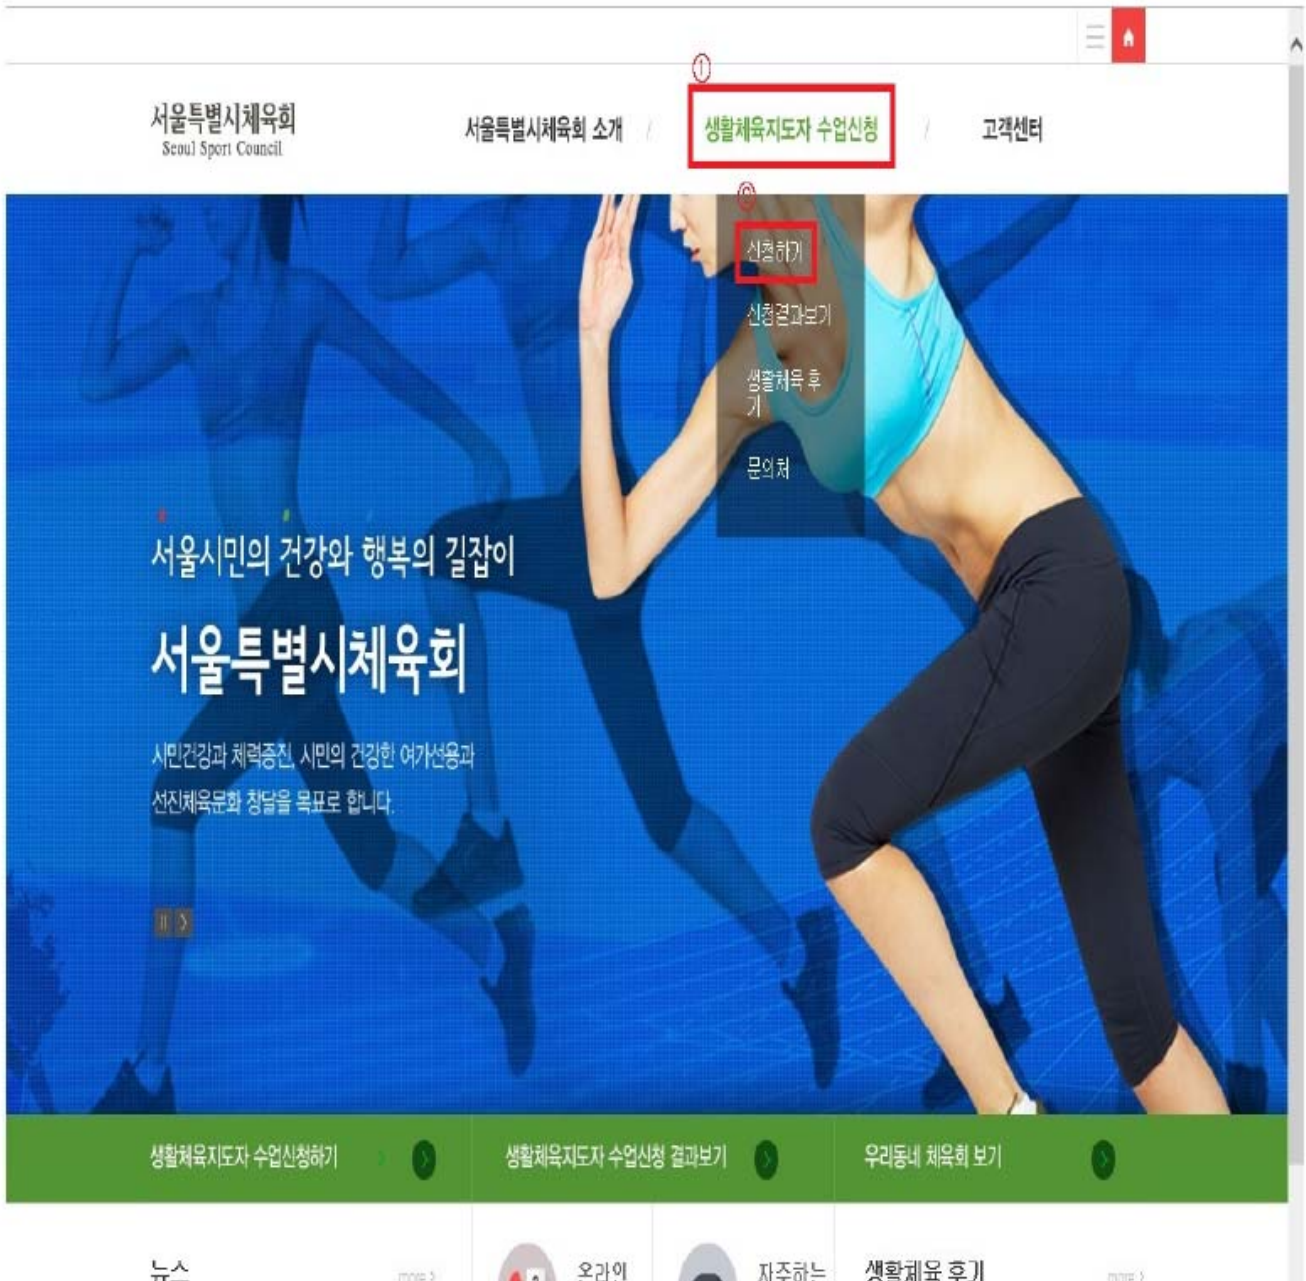 ①
서울특별시체육회
Seoul Sport Council
서울특별시체육회 소개 / 생활체육지도자 수업신청 / 고객센터
신청하기
신청결과보기
생활체육 후
기
문의처
서울시민의 건강와 행복의 길잡이
서울특별시체육회
시민건강과 체력증진, 시민의 건강한 여가선용과
선진체육문화 창달을 목표로 합니다.
생활체육지도자 수업신청하기
생활체육지도자 수업신청 결과보기
우리동네 체육회 보기
뉴스
more >
온라인
자주하는
생활체육 후기
more >